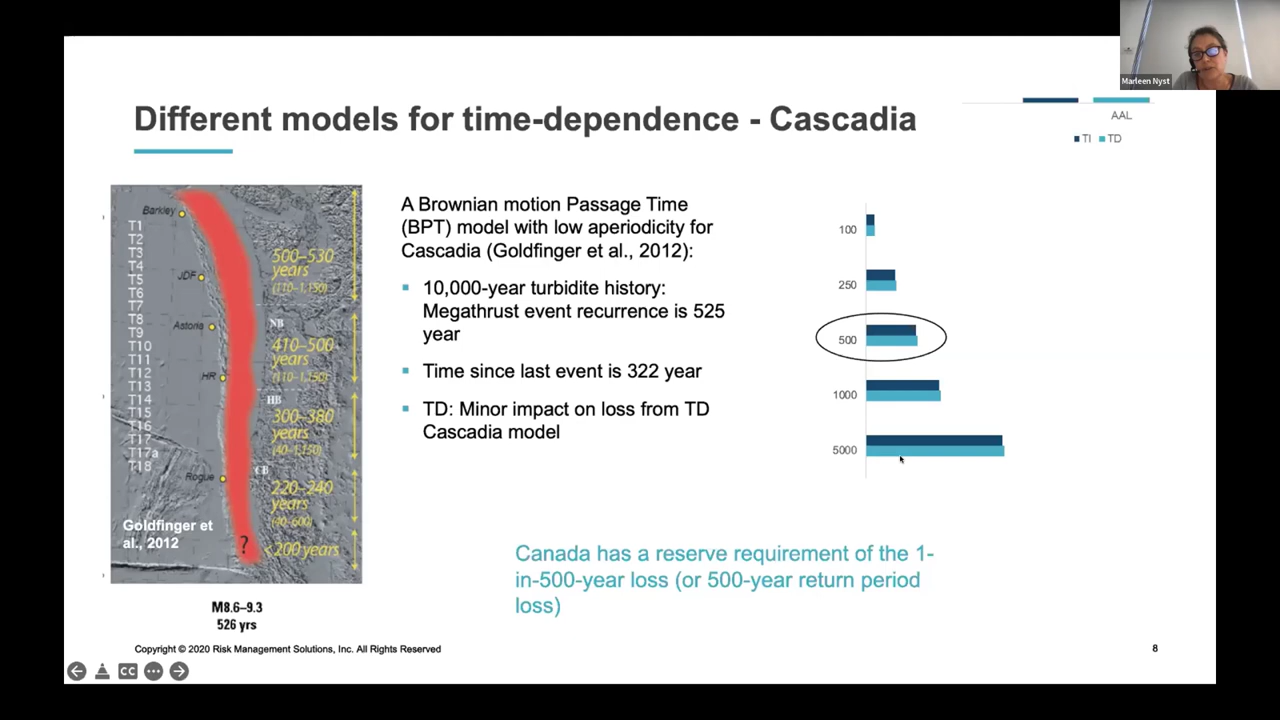 Marleen Nyst
Different models for time-dependence - Cascadia
AAL
TI TD
Barkley
T1
T2
T3
T4
T5
T6
T7
T8
T9
T10
T11
T12
T13
T14
T15
T16
T17
T17a
T18
JDF
Astoria
HR
Rogue
500–530
years
(110–1,150)
NB
410–500
years
(110–1,150)
HB
300–380
years
(40–1,150)
CB
220–240
years
(40–600)
?
<200 years
Goldfinger et
al., 2012
M8.6–9.3
526 yrs
A Brownian motion Passage Time
(BPT) model with low aperiodicity for
Cascadia (Goldfinger et al., 2012):
▪ 10,000-year turbidite history:
Megathrust event recurrence is 525
year
▪ Time since last event is 322 year
▪ TD: Minor impact on loss from TD
Cascadia model
100
250
500
1000
5000
Canada has a reserve requirement of the 1-
in-500-year loss (or 500-year return period
loss)
Copyright © 2020 Risk Management Solutions, Inc. All Rights Reserved
8
CC